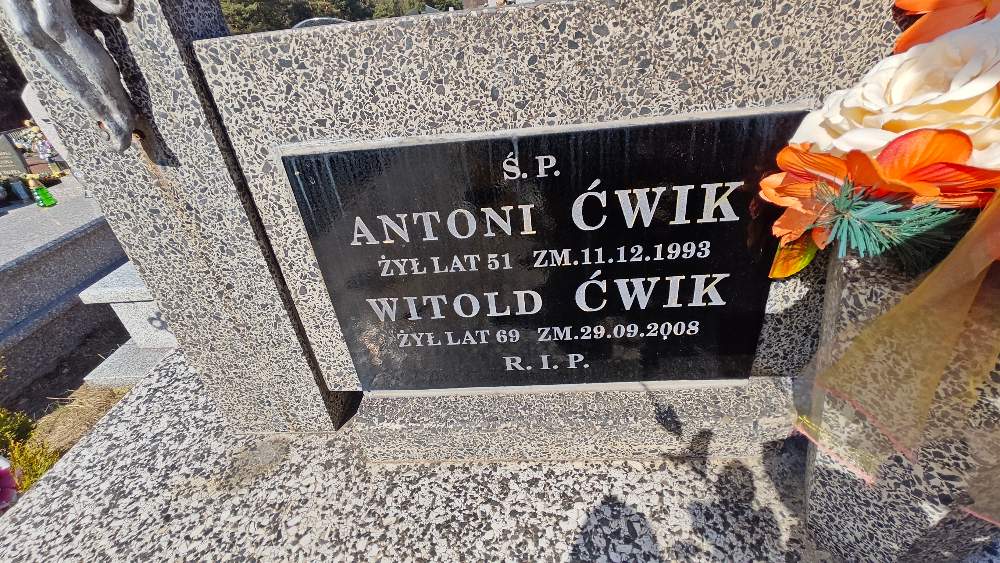 Ś. P.
ANTONI ĆWIK
ŻYŁ LAT 51 ZM. 11.12.1993
WITOLD ĆWIK
ŻYŁ LAT 69 ZM. 29.09.2008
R. I. P.